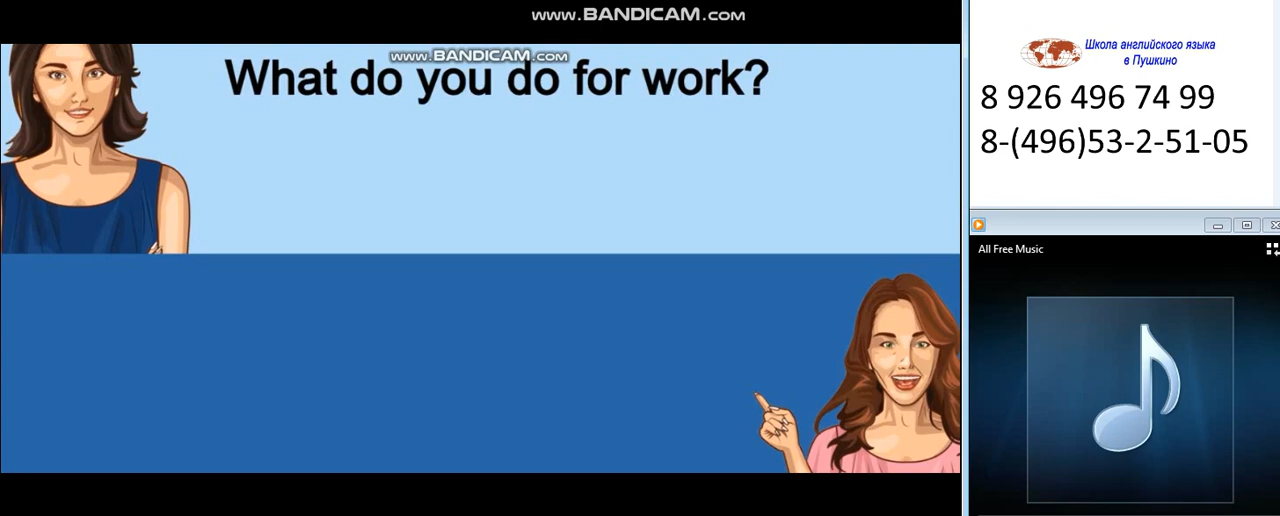 www.BANDICAM.com
www.BANDICAM.com
What do you do for work?
Школа английского языка
в Пушкино
8 926 496 74 99
8-(496)53-2-51-05
All Free Music